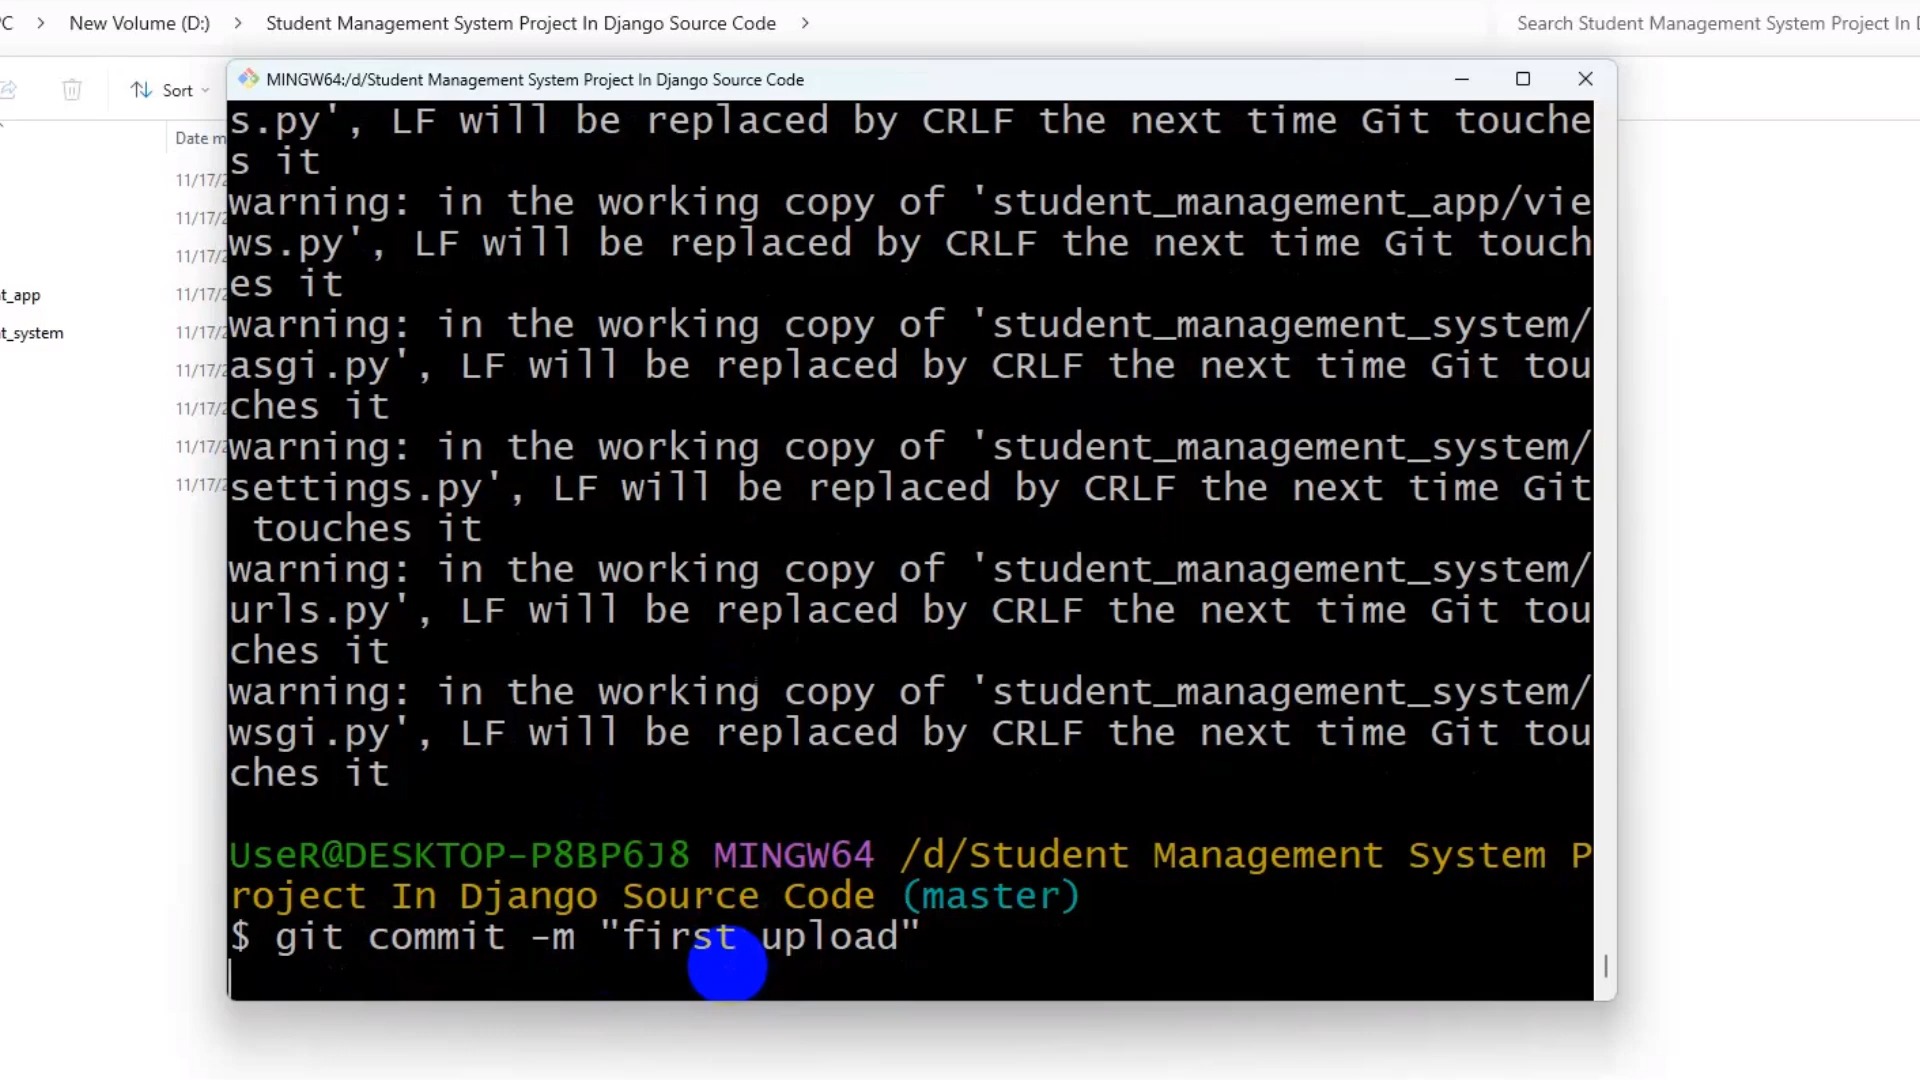 New Volume (D:) > Student Management System Project In Django Source Code >
Search Student Management System Project In
Sort
MINGW64:/d/Student Management System Project In Django Source Code
Date m
11/17/2
11/17/2
11/17/2
t_app 11/17/2
t_system 11/17/2
11/17/2
11/17/2
11/17/2
11/17/2
s.py', LF will be replaced by CRLF the next time Git touche
s it
warning: in the working copy of 'student_management_app/vie
ws.py', LF will be replaced by CRLF the next time Git touch
es it
warning: in the working copy of 'student_management_system/
asgi.py', LF will be replaced by CRLF the next time Git tou
ches it
warning: in the working copy of 'student_management_system/
settings.py', LF will be replaced by CRLF the next time Git
 touches it
warning: in the working copy of 'student_management_system/
urls.py', LF will be replaced by CRLF the next time Git tou
ches it
warning: in the working copy of 'student_management_system/
wsgi.py', LF will be replaced by CRLF the next time Git tou
ches it
UseR@DESKTOP-P8BP6J8 MINGW64 /d/Student Management System P
roject In Django Source Code (master)
$ git commit -m "first upload"